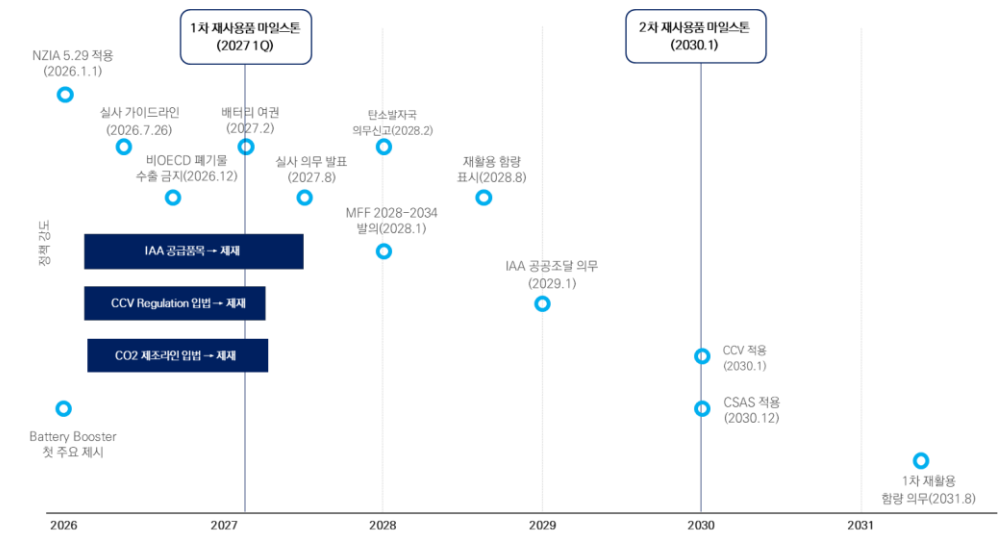 1차 재사용품 마일스톤
(2027 1Q)
2차 재사용품 마일스톤
(2030.1)
NZIA 5.29 적용
(2026.1.1)
실사 가이드라인
(2026.7.26)
배터리 여권
(2027.2)
탄소발자국
의무신고(2028.2)
비OECD 폐기물
수출 금지(2026.12)
실사 의무 발표
(2027.8)
재활용 함량
표시(2028.8)
MFF 2028-2034
발의(2028.1)
정책 강도
IAA 공급품목 → 제재
IAA 공공조달 의무
(2029.1)
CCV Regulation 입법 → 제재
CO2 제조라인 입법 → 제재
CCV 적용
(2030.1)
CSAS 적용
(2030.12)
Battery Booster
첫 주요 제시
1차 재활용
함량 의무(2031.8)
2026
2027
2028
2029
2030
2031